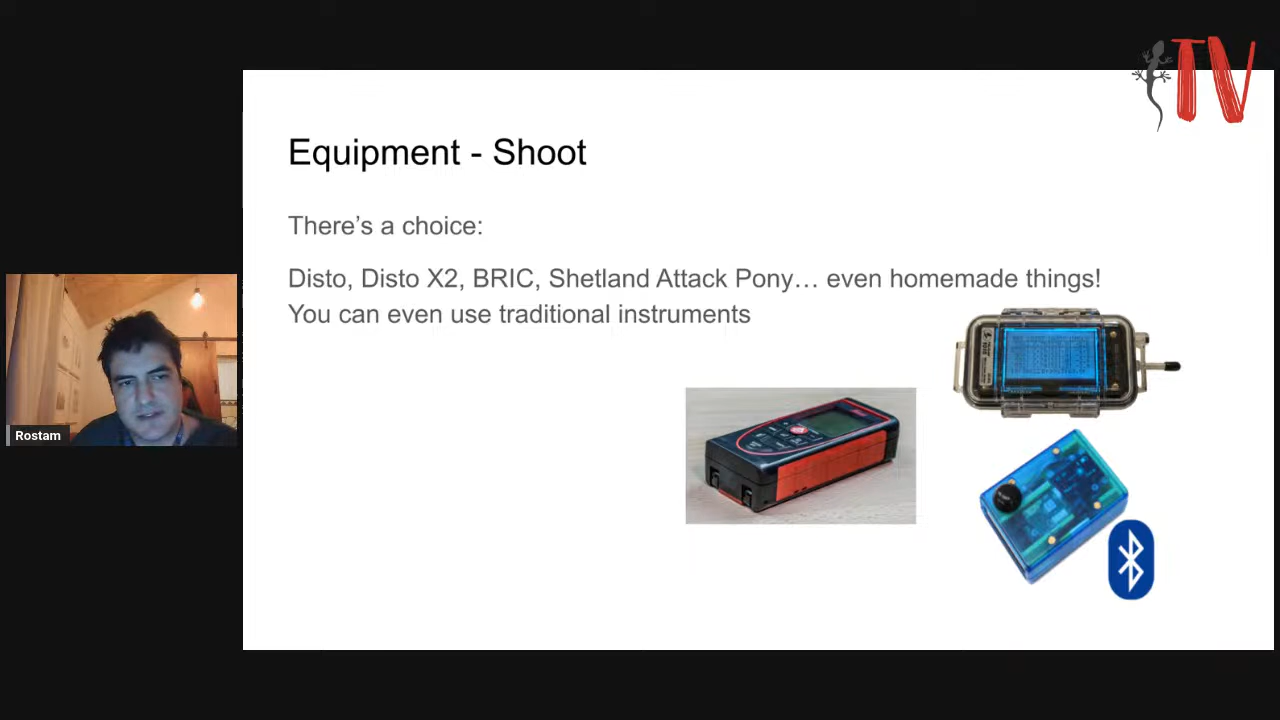 TV
Equipment - Shoot
There’s a choice:
Disto, Disto X2, BRIC, Shetland Attack Pony… even homemade things!
You can even use traditional instruments
Rostam